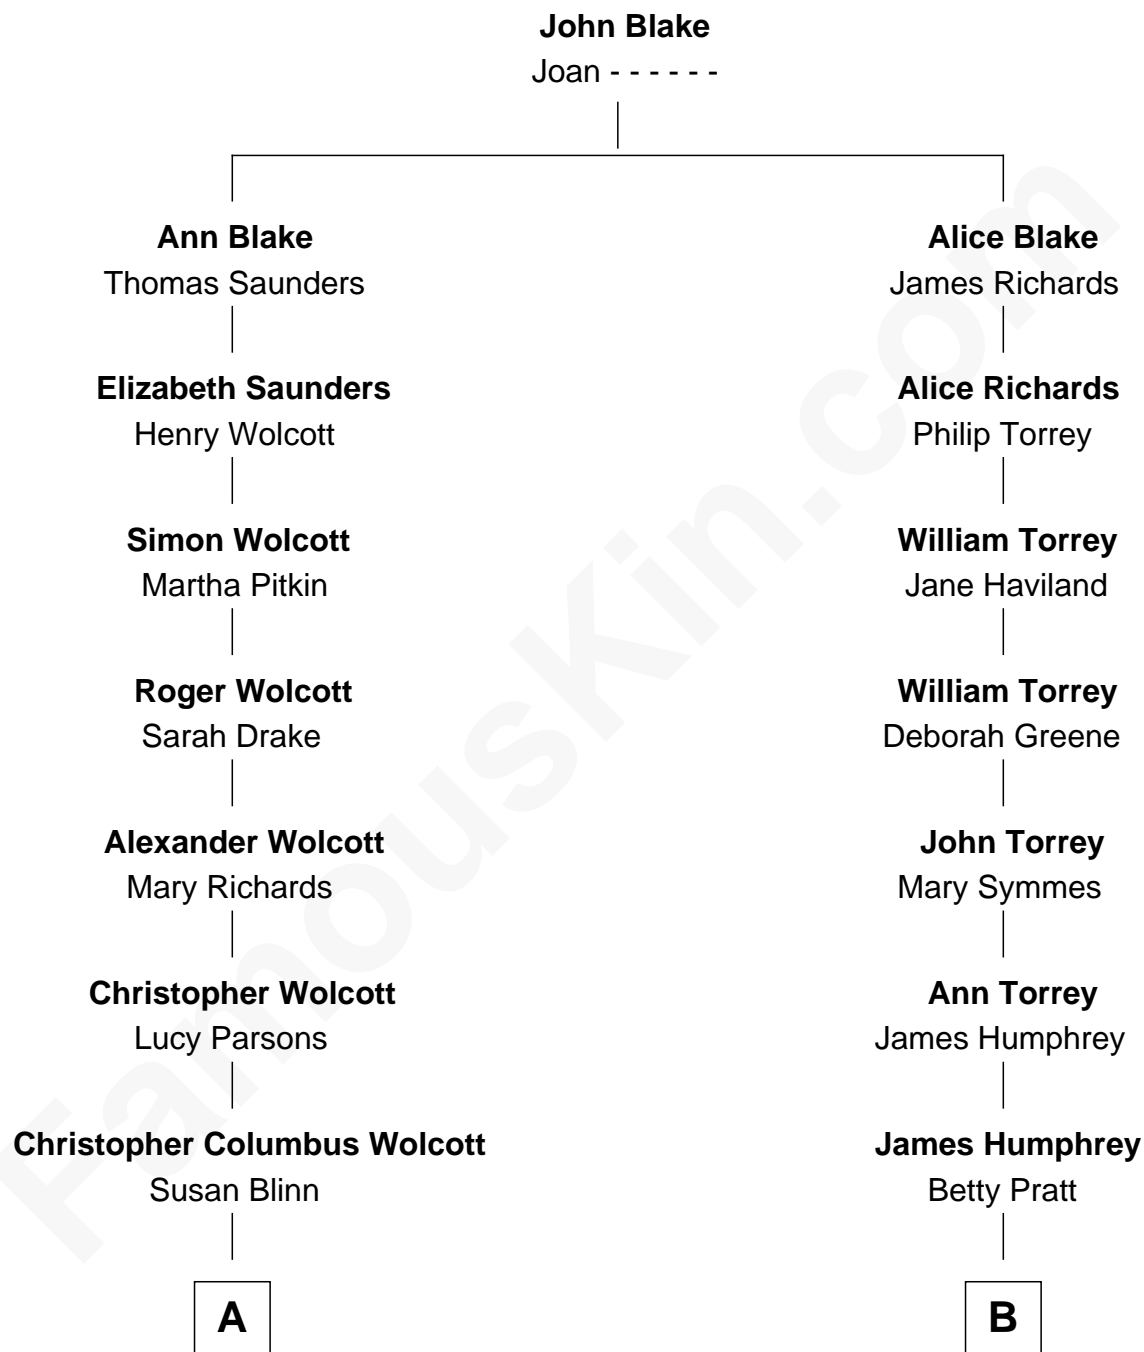 John Blake
Joan - - - - - -
Ann Blake
Thomas Saunders
Alice Blake
James Richards
Elizabeth Saunders
Henry Wolcott
Alice Richards
Philip Torrey
Simon Wolcott
Martha Pitkin
William Torrey
Jane Haviland
Roger Wolcott
Sarah Drake
William Torrey
Deborah Greene
Alexander Wolcott
Mary Richards
John Torrey
Mary Symmes
Christopher Wolcott
Lucy Parsons
Ann Torrey
James Humphrey
Christopher Columbus Wolcott
Susan Blinn
James Humphrey
Betty Pratt
A
B
FamousKin.com